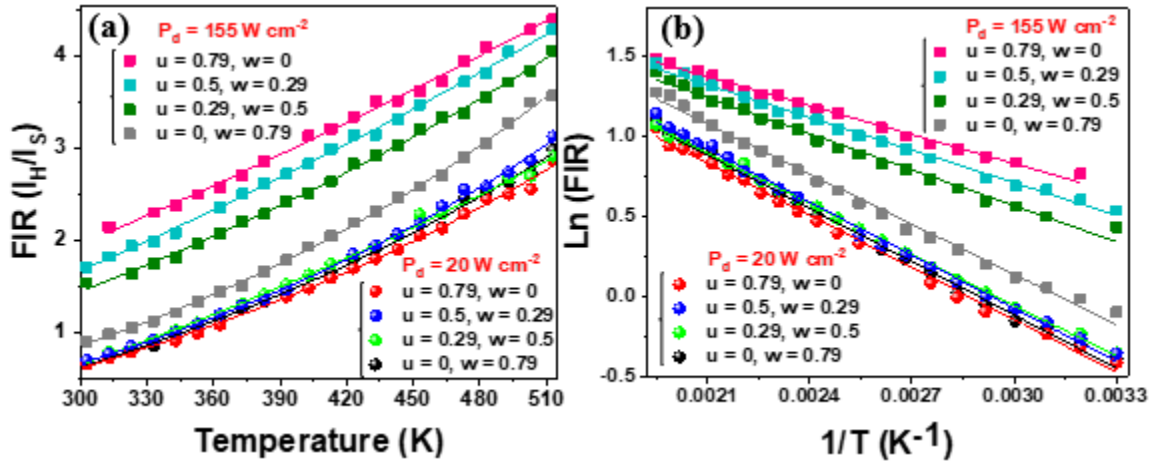 (a)
P_d = 155 W cm⁻²
u = 0.79, w = 0
u = 0.5, w = 0.29
u = 0.29, w = 0.5
u = 0, w = 0.79
P_d = 20 W cm⁻²
u = 0.79, w = 0
u = 0.5, w = 0.29
u = 0.29, w = 0.5
u = 0, w = 0.79
FIR (I_H/I_S)
4
3
2
1
300 330 360 390 420 450 480 510
Temperature (K)
(b)
P_d = 155 W cm⁻²
u = 0.79, w = 0
u = 0.5, w = 0.29
u = 0.29, w = 0.5
u = 0, w = 0.79
P_d = 20 W cm⁻²
u = 0.79, w = 0
u = 0.5, w = 0.29
u = 0.29, w = 0.5
u = 0, w = 0.79
Ln (FIR)
1.5
1.0
0.5
0.0
-0.5
0.0021 0.0024 0.0027 0.0030 0.0033
1/T (K⁻¹)